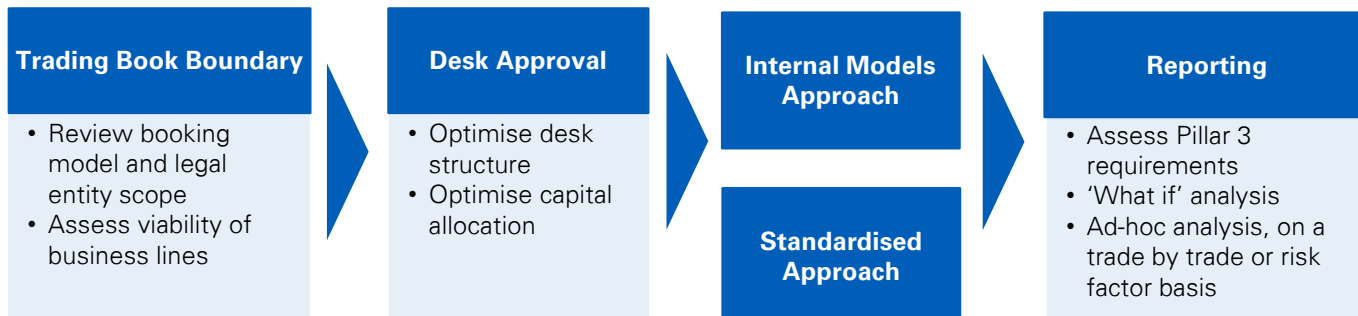 Trading Book Boundary
• Review booking
model and legal
entity scope
• Assess viability of
business lines
Desk Approval
• Optimise desk
structure
• Optimise capital
allocation
Internal Models
Approach
Standardised
Approach
Reporting
• Assess Pillar 3
requirements
• ‘What if’ analysis
• Ad-hoc analysis, on a
trade by trade or risk
factor basis